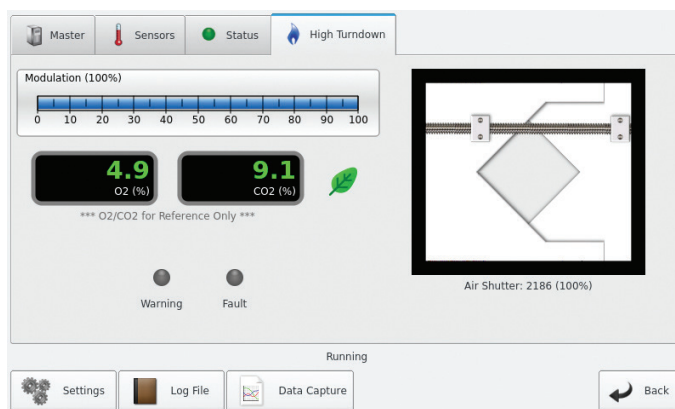 Master Sensors Status High Turndown
Modulation (100%)
0 10 20 30 40 50 60 70 80 90 100
4.9 9.1
O2 (%) CO2 (%)
*** O2/CO2 for Reference Only ***
Warning Fault
Air Shutter: 2186 (100%)
Running
Settings Log File Data Capture Back